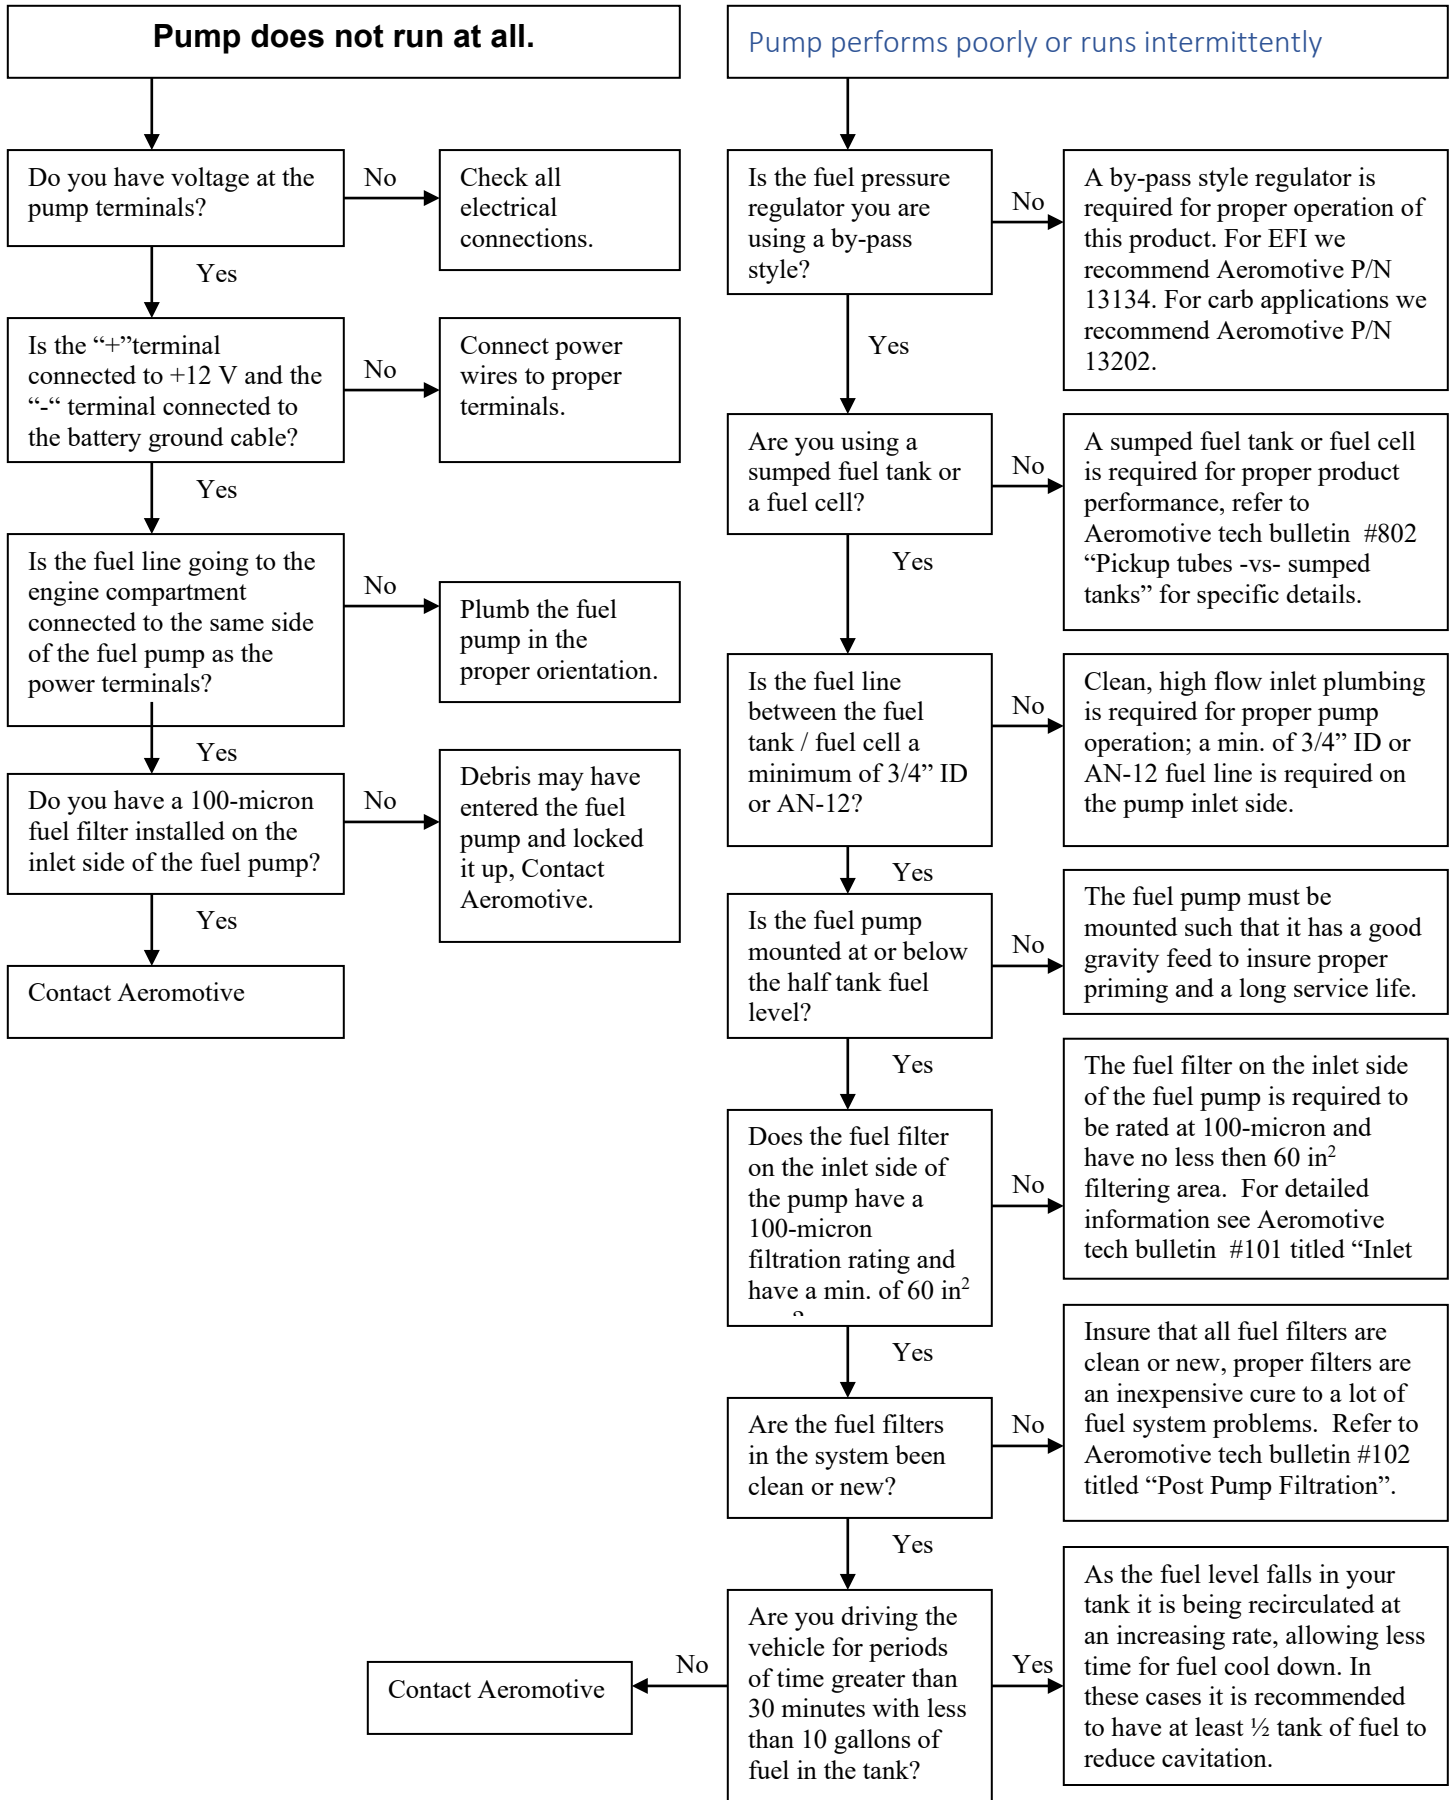 Pump does not run at all.
Do you have voltage at the
pump terminals?
No
Check all
electrical
connections.
Yes
Is the “+”terminal
connected to +12 V and the
“-“ terminal connected to
the battery ground cable?
No
Connect power
wires to proper
terminals.
Yes
Is the fuel line going to the
engine compartment
connected to the same side
of the fuel pump as the
power terminals?
No
Plumb the fuel
pump in the
proper orientation.
Yes
Do you have a 100-micron
fuel filter installed on the
inlet side of the fuel pump?
No
Debris may have
entered the fuel
pump and locked
it up, Contact
Aeromotive.
Yes
Contact Aeromotive
Pump performs poorly or runs intermittently
Is the fuel pressure
regulator you are
using a by-pass
style?
No
A by-pass style regulator is
required for proper operation of
this product. For EFI we
recommend Aeromotive P/N
13134. For carb applications we
recommend Aeromotive P/N
13202.
Yes
Are you using a
sumped fuel tank or
a fuel cell?
No
A sumped fuel tank or fuel cell
is required for proper product
performance, refer to
Aeromotive tech bulletin  #802
“Pickup tubes -vs- sumped
tanks” for specific details.
Yes
Is the fuel line
between the fuel
tank / fuel cell a
minimum of 3/4” ID
or AN-12?
No
Clean, high flow inlet plumbing
is required for proper pump
operation; a min. of 3/4” ID or
AN-12 fuel line is required on
the pump inlet side.
Yes
Is the fuel pump
mounted at or below
the half tank fuel
level?
No
The fuel pump must be
mounted such that it has a good
gravity feed to insure proper
priming and a long service life.
Yes
Does the fuel filter
on the inlet side of
the pump have a
100-micron
filtration rating and
have a min. of 60 in²
No
The fuel filter on the inlet side
of the fuel pump is required to
be rated at 100-micron and
have no less then 60 in²
filtering area.  For detailed
information see Aeromotive
tech bulletin  #101 titled “Inlet
Yes
Are the fuel filters
in the system been
clean or new?
No
Insure that all fuel filters are
clean or new, proper filters are
an inexpensive cure to a lot of
fuel system problems.  Refer to
Aeromotive tech bulletin #102
titled “Post Pump Filtration”.
Yes
Are you driving the
vehicle for periods
of time greater than
30 minutes with less
than 10 gallons of
fuel in the tank?
No
Contact Aeromotive
Yes
As the fuel level falls in your
tank it is being recirculated at
an increasing rate, allowing less
time for fuel cool down. In
these cases it is recommended
to have at least ½ tank of fuel to
reduce cavitation.